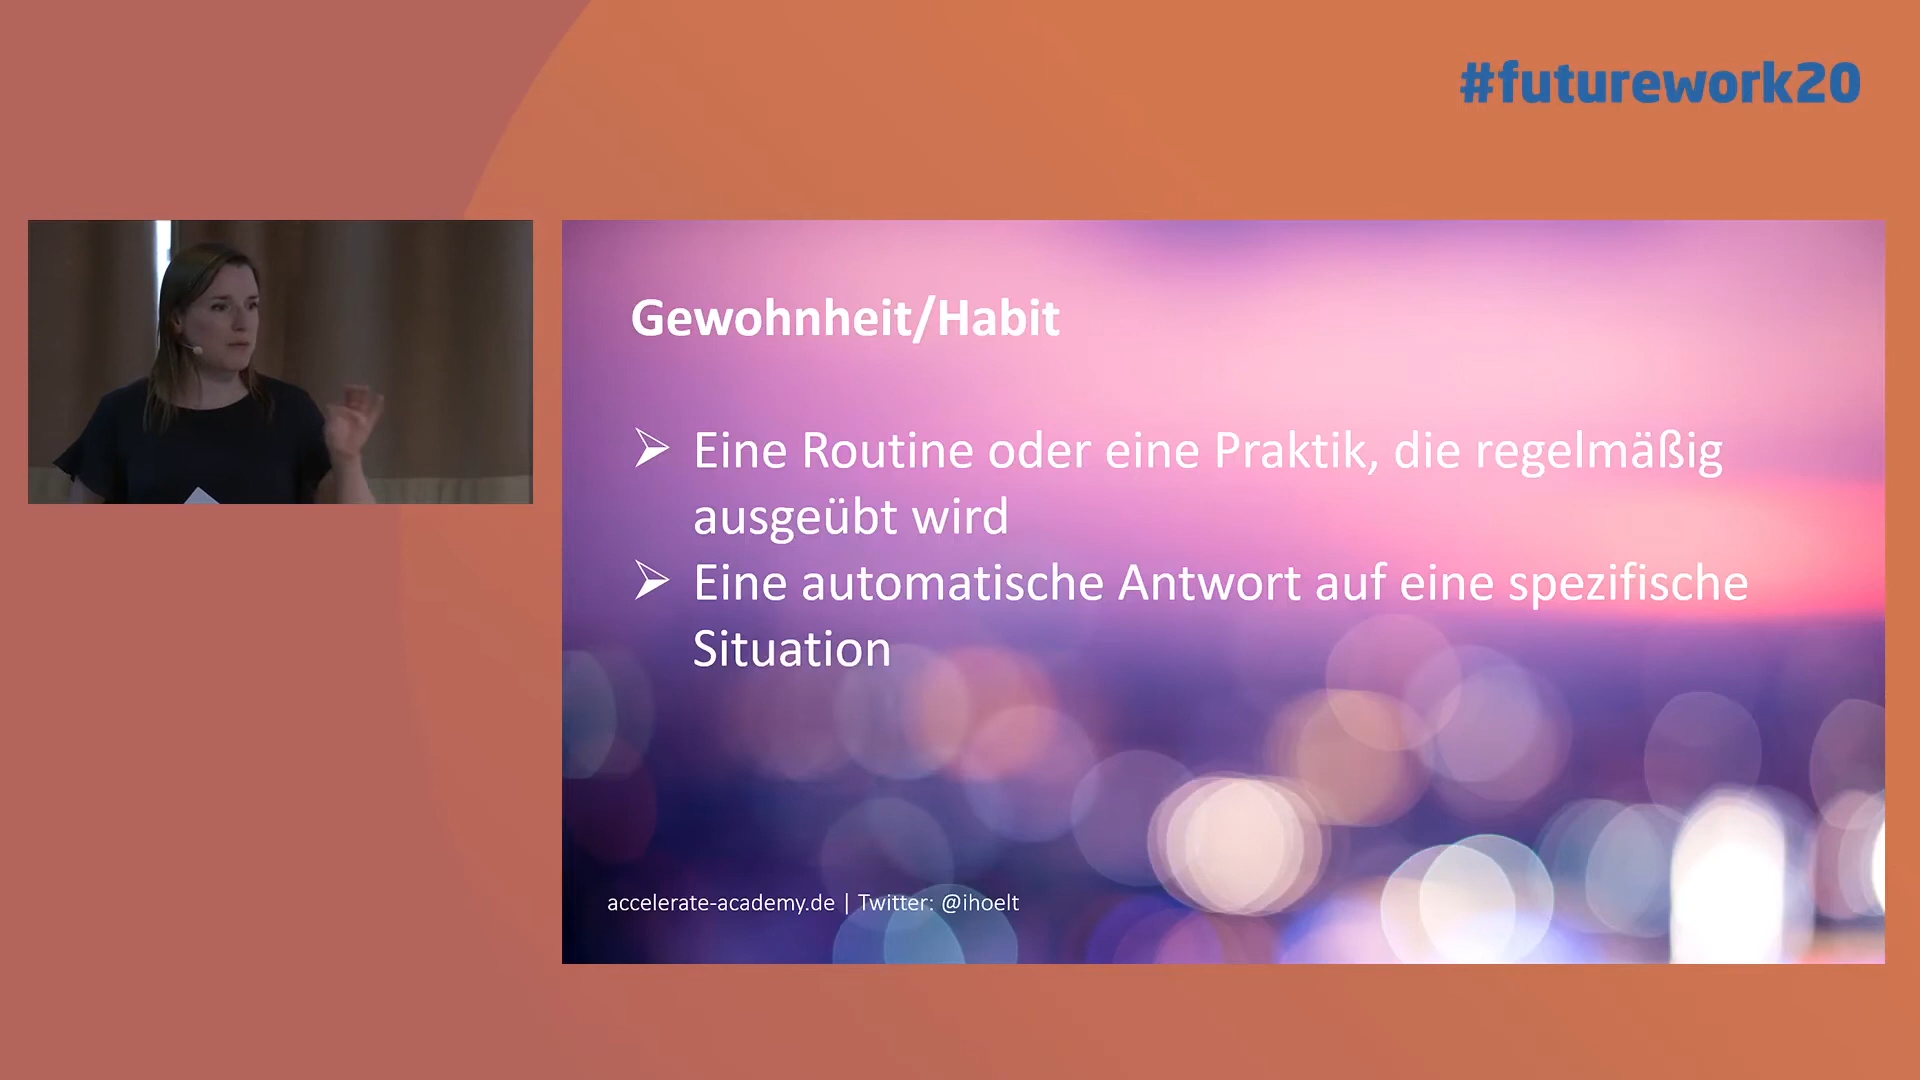 #futurework20
Gewohnheit/Habit
➢ Eine Routine oder eine Praktik, die regelmäßig
ausgeübt wird
➢ Eine automatische Antwort auf eine spezifische
Situation
accelerate-academy.de | Twitter: @ihoelt